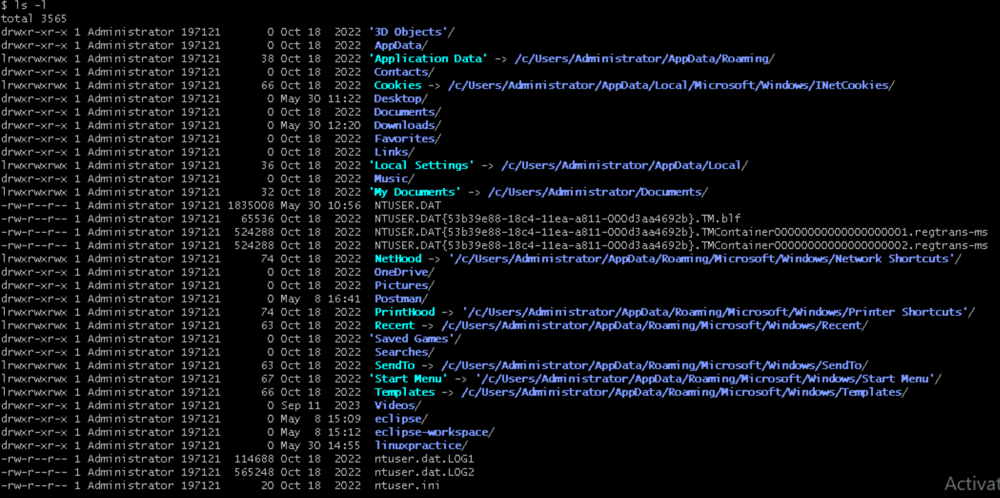 $ ls -l
total 3565
drwxr-xr-x 1 Administrator 197121       0 Oct 18  2022 '3D Objects'/
drwxr-xr-x 1 Administrator 197121       0 Oct 18  2022  AppData/
lrwxrwxrwx 1 Administrator 197121      38 Oct 18  2022 'Application Data' -> /c/Users/Administrator/AppData/Roaming/
drwxr-xr-x 1 Administrator 197121       0 Oct 18  2022  Contacts/
lrwxrwxrwx 1 Administrator 197121      66 Oct 18  2022  Cookies -> /c/Users/Administrator/AppData/Local/Microsoft/Windows/INetCookies/
drwxr-xr-x 1 Administrator 197121       0 May 30 11:22  Desktop/
drwxr-xr-x 1 Administrator 197121       0 Oct 18  2022  Documents/
drwxr-xr-x 1 Administrator 197121       0 May 30 12:20  Downloads/
drwxr-xr-x 1 Administrator 197121       0 Oct 18  2022  Favorites/
drwxr-xr-x 1 Administrator 197121       0 Oct 18  2022  Links/
lrwxrwxrwx 1 Administrator 197121      36 Oct 18  2022 'Local Settings' -> /c/Users/Administrator/AppData/Local/
drwxr-xr-x 1 Administrator 197121       0 Oct 18  2022  Music/
lrwxrwxrwx 1 Administrator 197121      32 Oct 18  2022 'My Documents' -> /c/Users/Administrator/Documents/
-rw-r--r-- 1 Administrator 197121 1835008 May 30 10:56  NTUSER.DAT
-rw-r--r-- 1 Administrator 197121   65536 Oct 18  2022  NTUSER.DAT{53b39e88-18c4-11ea-a811-000d3aa4692b}.TM.blf
-rw-r--r-- 1 Administrator 197121  524288 Oct 18  2022  NTUSER.DAT{53b39e88-18c4-11ea-a811-000d3aa4692b}.TMContainer00000000000000000001.regtrans-ms
-rw-r--r-- 1 Administrator 197121  524288 Oct 18  2022  NTUSER.DAT{53b39e88-18c4-11ea-a811-000d3aa4692b}.TMContainer00000000000000000002.regtrans-ms
lrwxrwxrwx 1 Administrator 197121      74 Oct 18  2022  NetHood -> '/c/Users/Administrator/AppData/Roaming/Microsoft/Windows/Network Shortcuts'/
drwxr-xr-x 1 Administrator 197121       0 Oct 18  2022  OneDrive/
drwxr-xr-x 1 Administrator 197121       0 Oct 18  2022  Pictures/
drwxr-xr-x 1 Administrator 197121       0 May  8 16:41  Postman/
lrwxrwxrwx 1 Administrator 197121      74 Oct 18  2022  PrintHood -> '/c/Users/Administrator/AppData/Roaming/Microsoft/Windows/Printer Shortcuts'/
lrwxrwxrwx 1 Administrator 197121      63 Oct 18  2022  Recent -> /c/Users/Administrator/AppData/Roaming/Microsoft/Windows/Recent/
drwxr-xr-x 1 Administrator 197121       0 Oct 18  2022 'Saved Games'/
drwxr-xr-x 1 Administrator 197121       0 Oct 18  2022  Searches/
lrwxrwxrwx 1 Administrator 197121      63 Oct 18  2022  SendTo -> /c/Users/Administrator/AppData/Roaming/Microsoft/Windows/SendTo/
lrwxrwxrwx 1 Administrator 197121      67 Oct 18  2022 'Start Menu' -> '/c/Users/Administrator/AppData/Roaming/Microsoft/Windows/Start Menu'/
lrwxrwxrwx 1 Administrator 197121      66 Oct 18  2022  Templates -> /c/Users/Administrator/AppData/Roaming/Microsoft/Windows/Templates/
drwxr-xr-x 1 Administrator 197121       0 Sep 11  2023  Videos/
drwxr-xr-x 1 Administrator 197121       0 May  8 15:09  eclipse/
drwxr-xr-x 1 Administrator 197121       0 May  8 15:12  eclipse-workspace/
drwxr-xr-x 1 Administrator 197121       0 May 30 14:55  linuxpractice/
-rw-r--r-- 1 Administrator 197121  114688 Oct 18  2022  ntuser.dat.LOG1
-rw-r--r-- 1 Administrator 197121  565248 Oct 18  2022  ntuser.dat.LOG2
-rw-r--r-- 1 Administrator 197121      20 Oct 18  2022  ntuser.ini
Activat